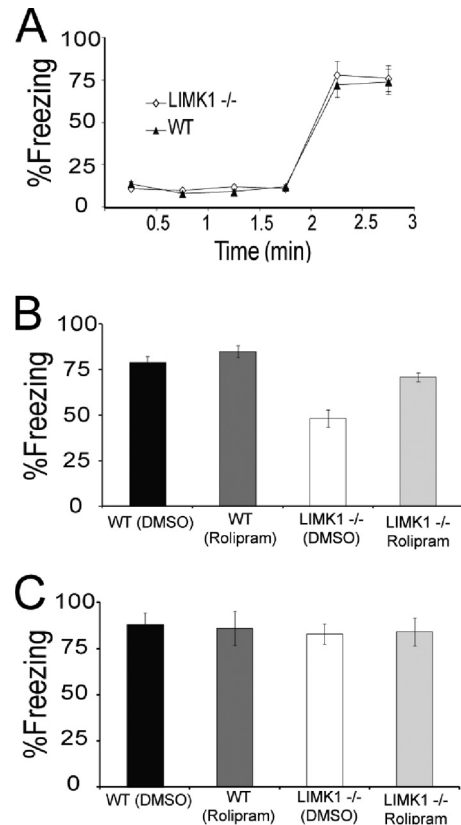 A
100
75
50
25
0
%Freezing
LIMK1 -/-
WT
0.5 1 1.5 2 2.5 3
Time (min)
B
100
75
50
25
0
%Freezing
WT (DMSO)
WT
(Rolipram)
LIMK1 -/-
(DMSO)
LIMK1 -/-
Rolipram
C
100
75
50
25
0
%Freezing
WT (DMSO)
WT
(Rolipram)
LIMK1 -/-
(DMSO)
LIMK1 -/-
Rolipram